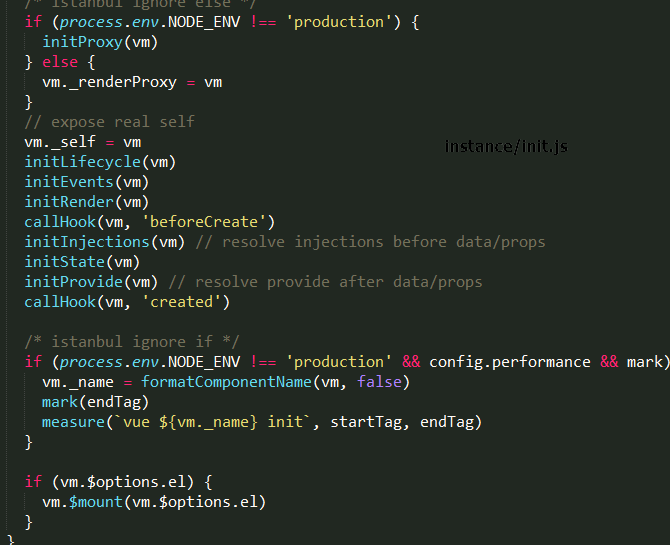 /* istanbul ignore else */
if (process.env.NODE_ENV !== 'production') {
  initProxy(vm)
} else {
  vm._renderProxy = vm
}
// expose real self
vm._self = vm
instance/init.js
initLifecycle(vm)
initEvents(vm)
initRender(vm)
callHook(vm, 'beforeCreate')
initInjections(vm) // resolve injections before data/props
initState(vm)
initProvide(vm) // resolve provide after data/props
callHook(vm, 'created')
/* istanbul ignore if */
if (process.env.NODE_ENV !== 'production' && config.performance && mark)
  vm._name = formatComponentName(vm, false)
  mark(endTag)
  measure(`vue ${vm._name} init`, startTag, endTag)
}
if (vm.$options.el) {
  vm.$mount(vm.$options.el)
}
}